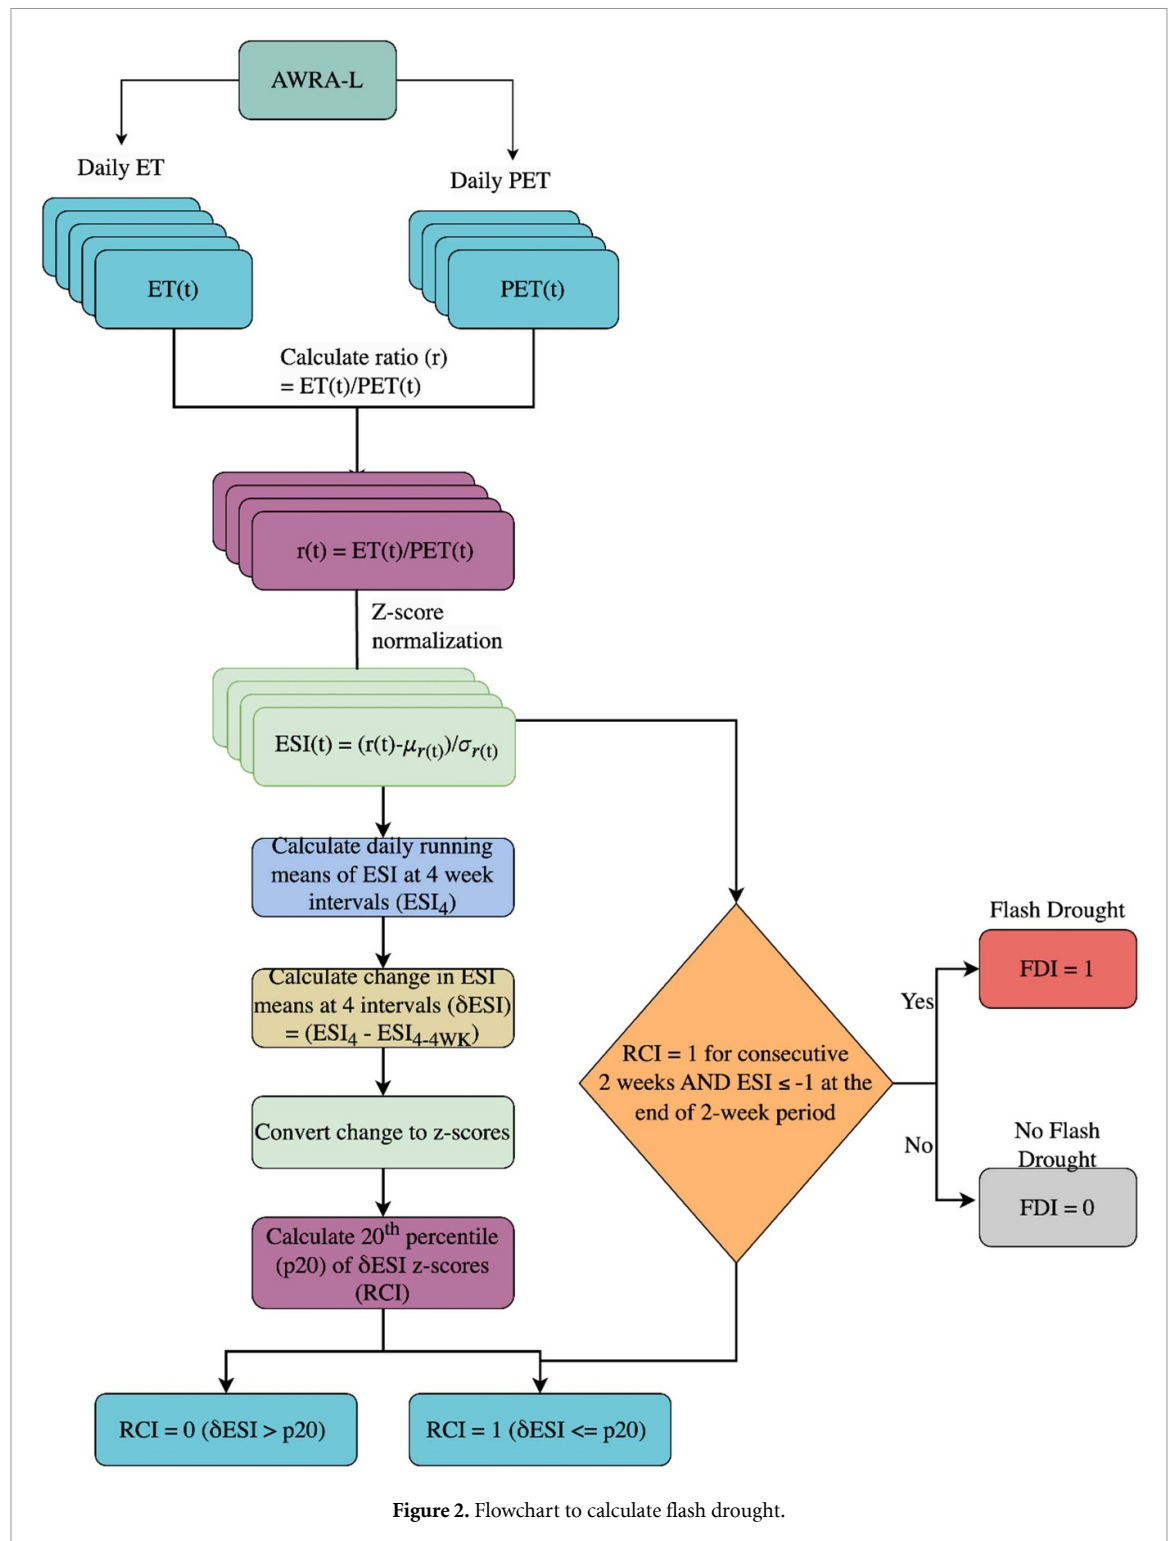 AWRA-L
Daily ET
Daily PET
ET(t)
PET(t)
Calculate ratio (r)
= ET(t)/PET(t)
r(t) = ET(t)/PET(t)
Z-score
normalization
ESI(t) = (r(t)-μr(t))/σr(t)
Calculate daily running
means of ESI at 4 week
intervals (ESI4)
Calculate change in ESI
means at 4 intervals (δESI)
= (ESI4 - ESI4-4WK)
Convert change to z-scores
Calculate 20th percentile
(p20) of δESI z-scores
(RCI)
RCI = 0 (δESI > p20)
RCI = 1 (δESI <= p20)
RCI = 1 for consecutive
2 weeks AND ESI ≤ -1 at the
end of 2-week period
Yes
No
Flash Drought
FDI = 1
No Flash
Drought
FDI = 0
Figure 2. Flowchart to calculate flash drought.